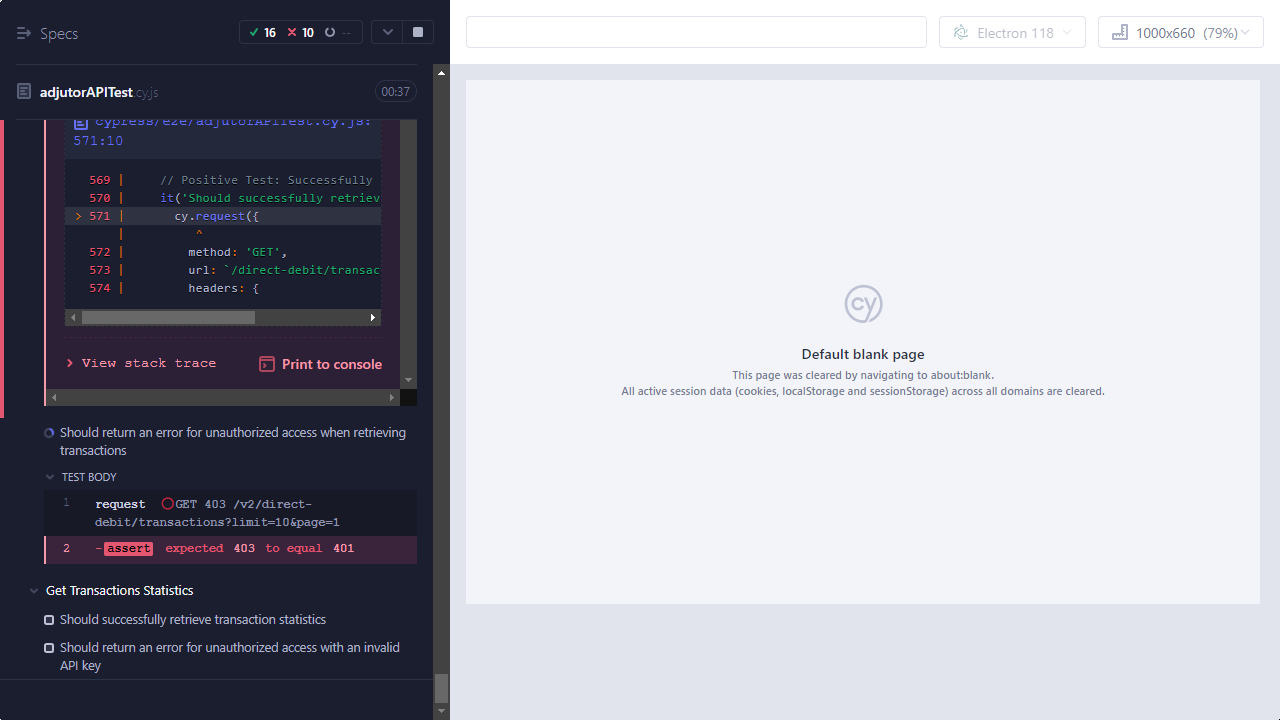 Specs
16 10 --
Electron 118
1000x660 (79%)
adjutorAPITest.cy.js
00:37
cypress/e2e/adjutorAPITest.cy.js:
571:10
569 | // Positive Test: Successfully
570 | it('Should successfully retriev
> 571 | cy.request({
| ^
572 | method: 'GET',
573 | url: `/direct-debit/transac
574 | headers: {
View stack trace
Print to console
Should return an error for unauthorized access when retrieving
transactions
TEST BODY
1 request GET 403 /v2/direct-
debit/transactions?limit=10&page=1
2 -assert expected 403 to equal 401
Get Transactions Statistics
Should successfully retrieve transaction statistics
Should return an error for unauthorized access with an invalid
API key
cy
Default blank page
This page was cleared by navigating to about:blank.
All active session data (cookies, localStorage and sessionStorage) across all domains are cleared.